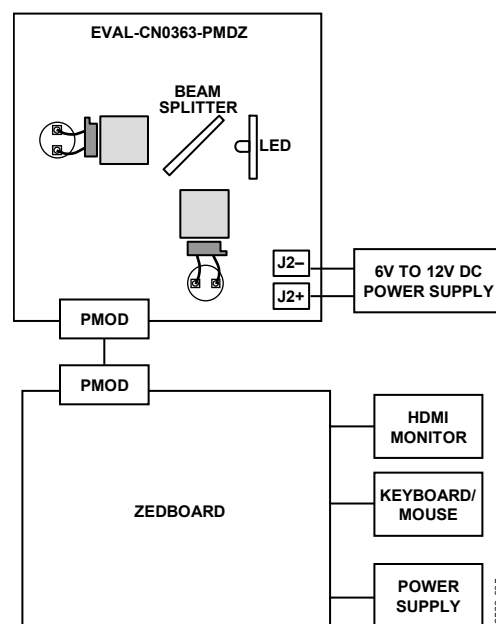 EVAL-CN0363-PMDZ
BEAM
SPLITTER
LED
J2–
J2+
6V TO 12V DC
POWER SUPPLY
PMOD
PMOD
ZEDBOARD
HDMI
MONITOR
KEYBOARD/
MOUSE
POWER
SUPPLY